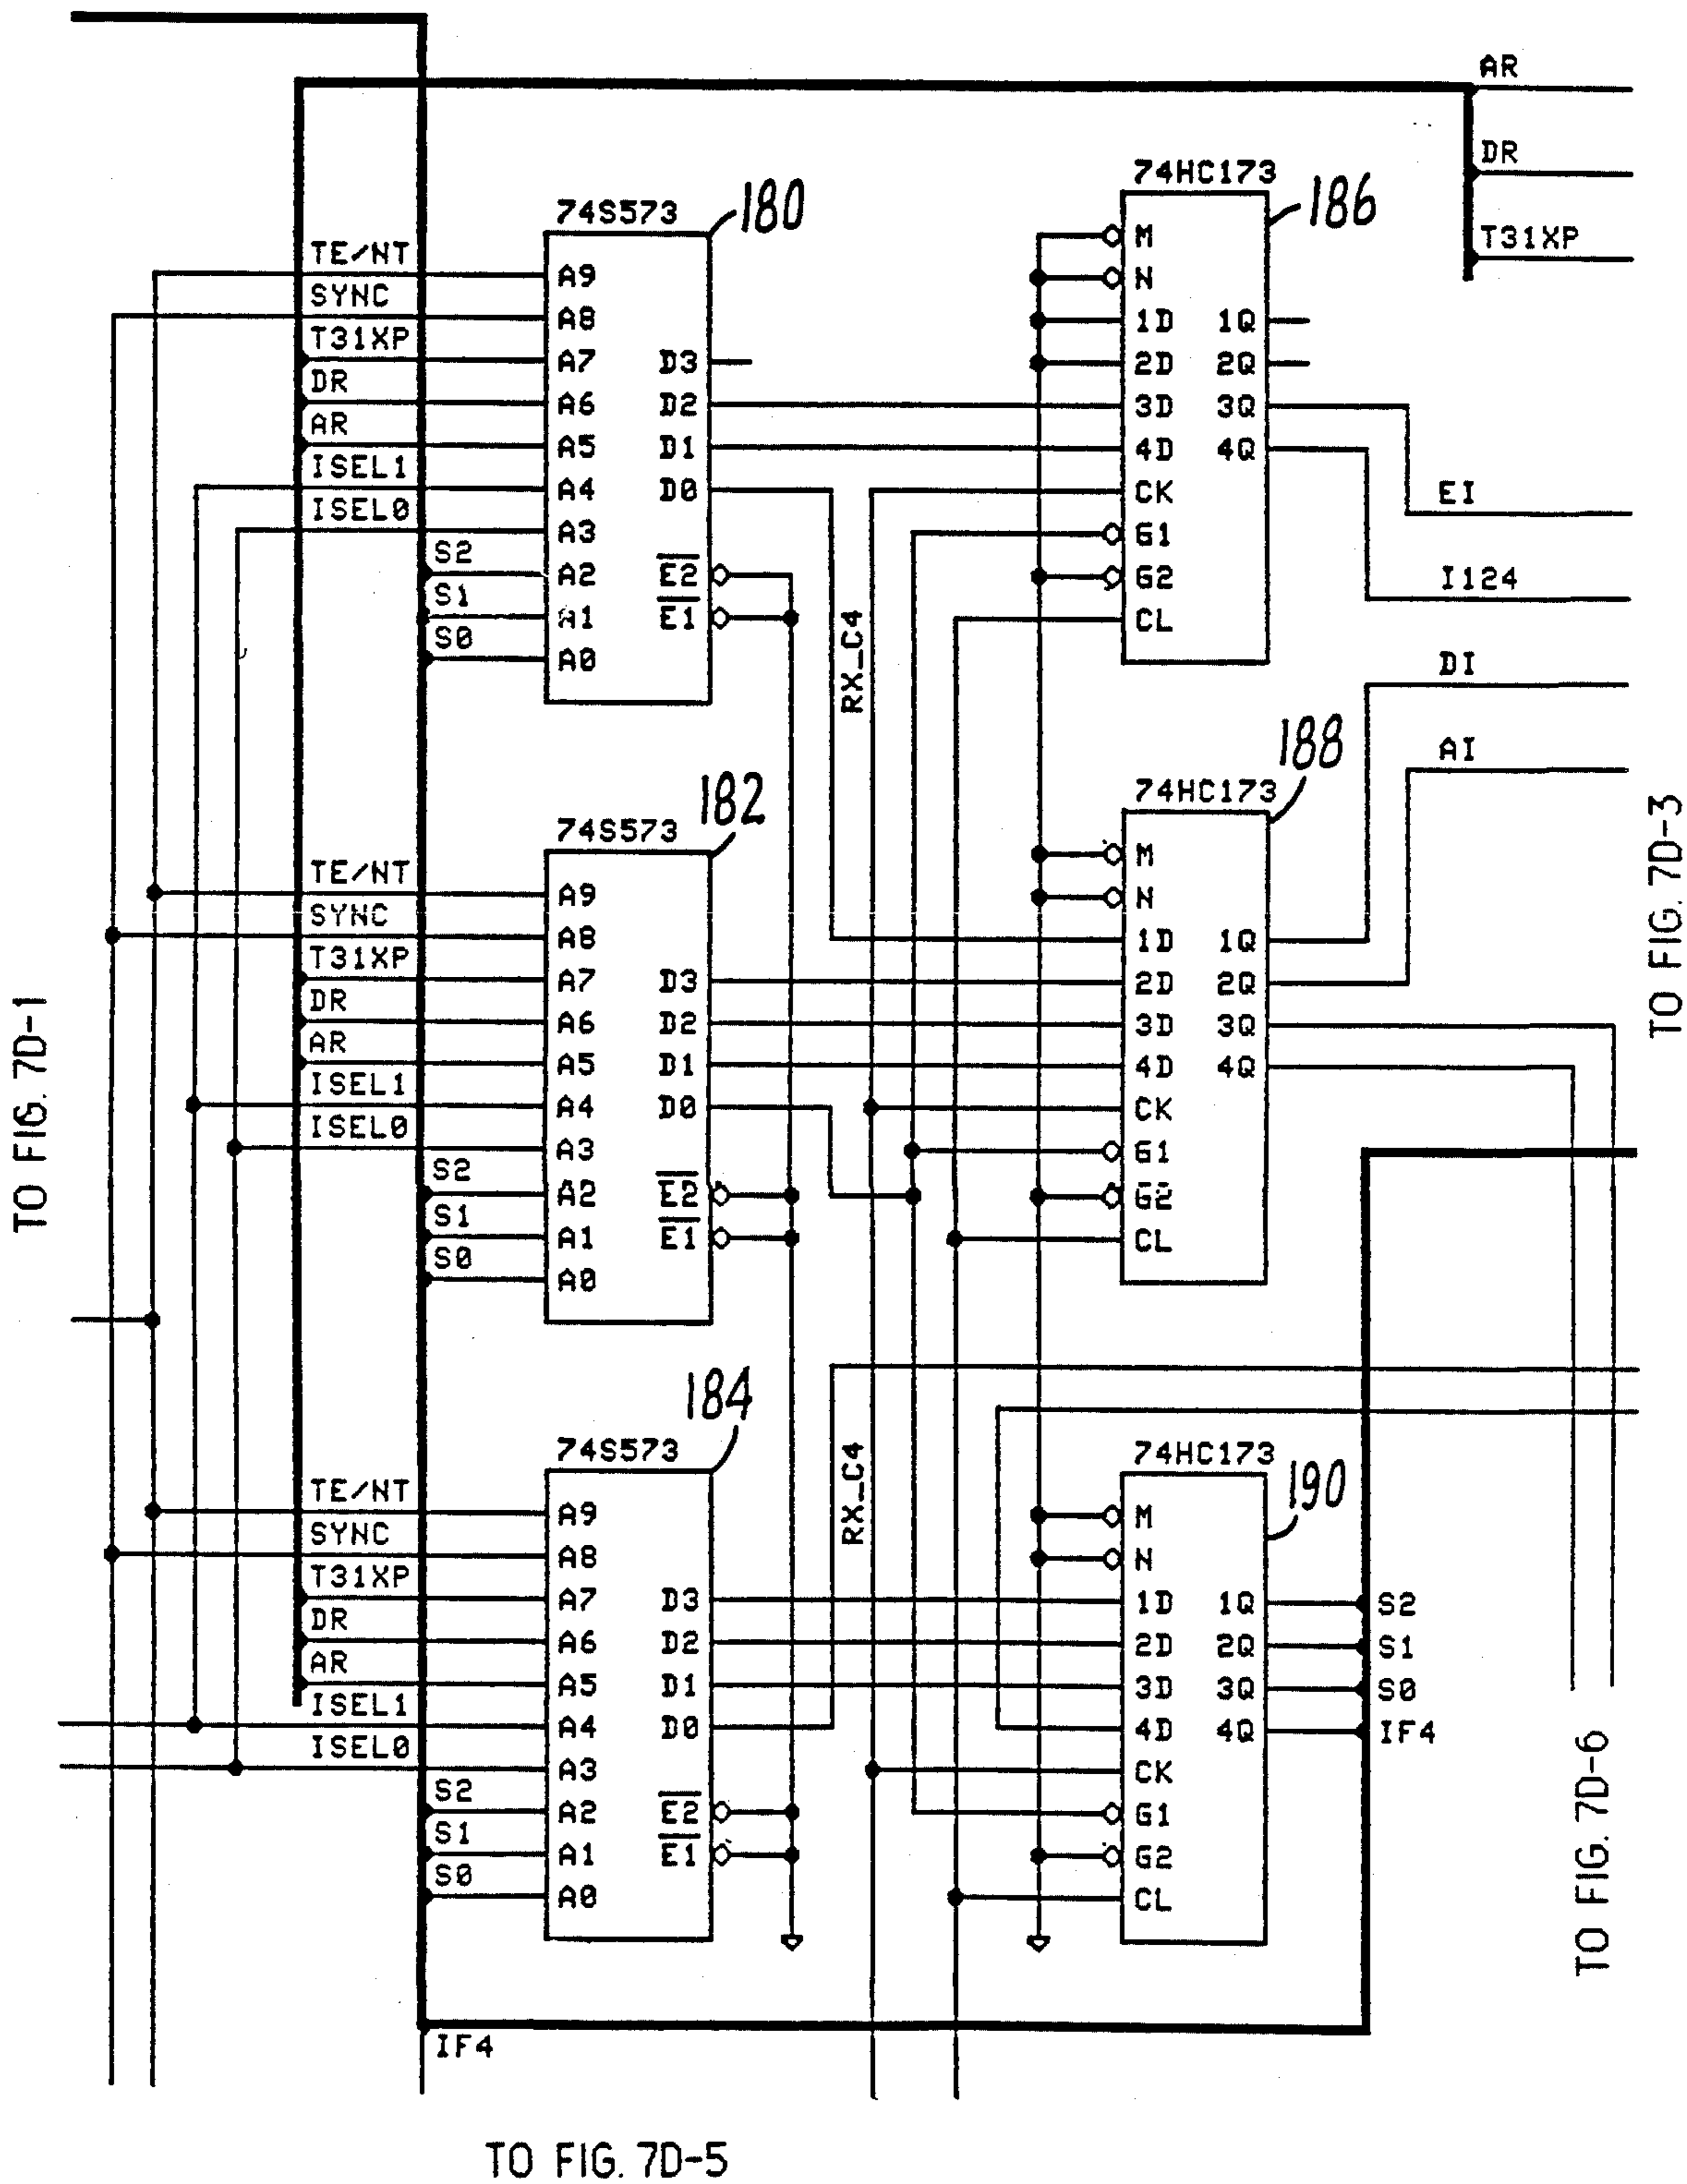 AR
DR
T31XP
74S573
180
TE/NT
SYNC
T31XP
DR
AR
ISEL1
ISEL0
S2
S1
S0
A9
A8
A7
A6
A5
A4
A3
A2
A1
A0
D3
D2
D1
D0
E2
E1
74HC173
186
M
N
1D
2D
3D
4D
CK
G1
G2
CL
1Q
2Q
3Q
4Q
EI
I124
DI
AI
RX_C4
74S573
182
TE/NT
SYNC
T31XP
DR
AR
ISEL1
ISEL0
S2
S1
S0
A9
A8
A7
A6
A5
A4
A3
A2
A1
A0
D3
D2
D1
D0
E2
E1
74HC173
188
M
N
1D
2D
3D
4D
CK
G1
G2
CL
1Q
2Q
3Q
4Q
TO FIG. 7D-1
TO FIG. 7D-3
74S573
184
TE/NT
SYNC
T31XP
DR
AR
ISEL1
ISEL0
S2
S1
S0
A9
A8
A7
A6
A5
A4
A3
A2
A1
A0
D3
D2
D1
D0
E2
E1
RX_C4
74HC173
190
M
N
1D
2D
3D
4D
CK
G1
G2
CL
1Q
2Q
3Q
4Q
S2
S1
S0
IF4
TO FIG. 7D-6
IF4
TO FIG. 7D-5